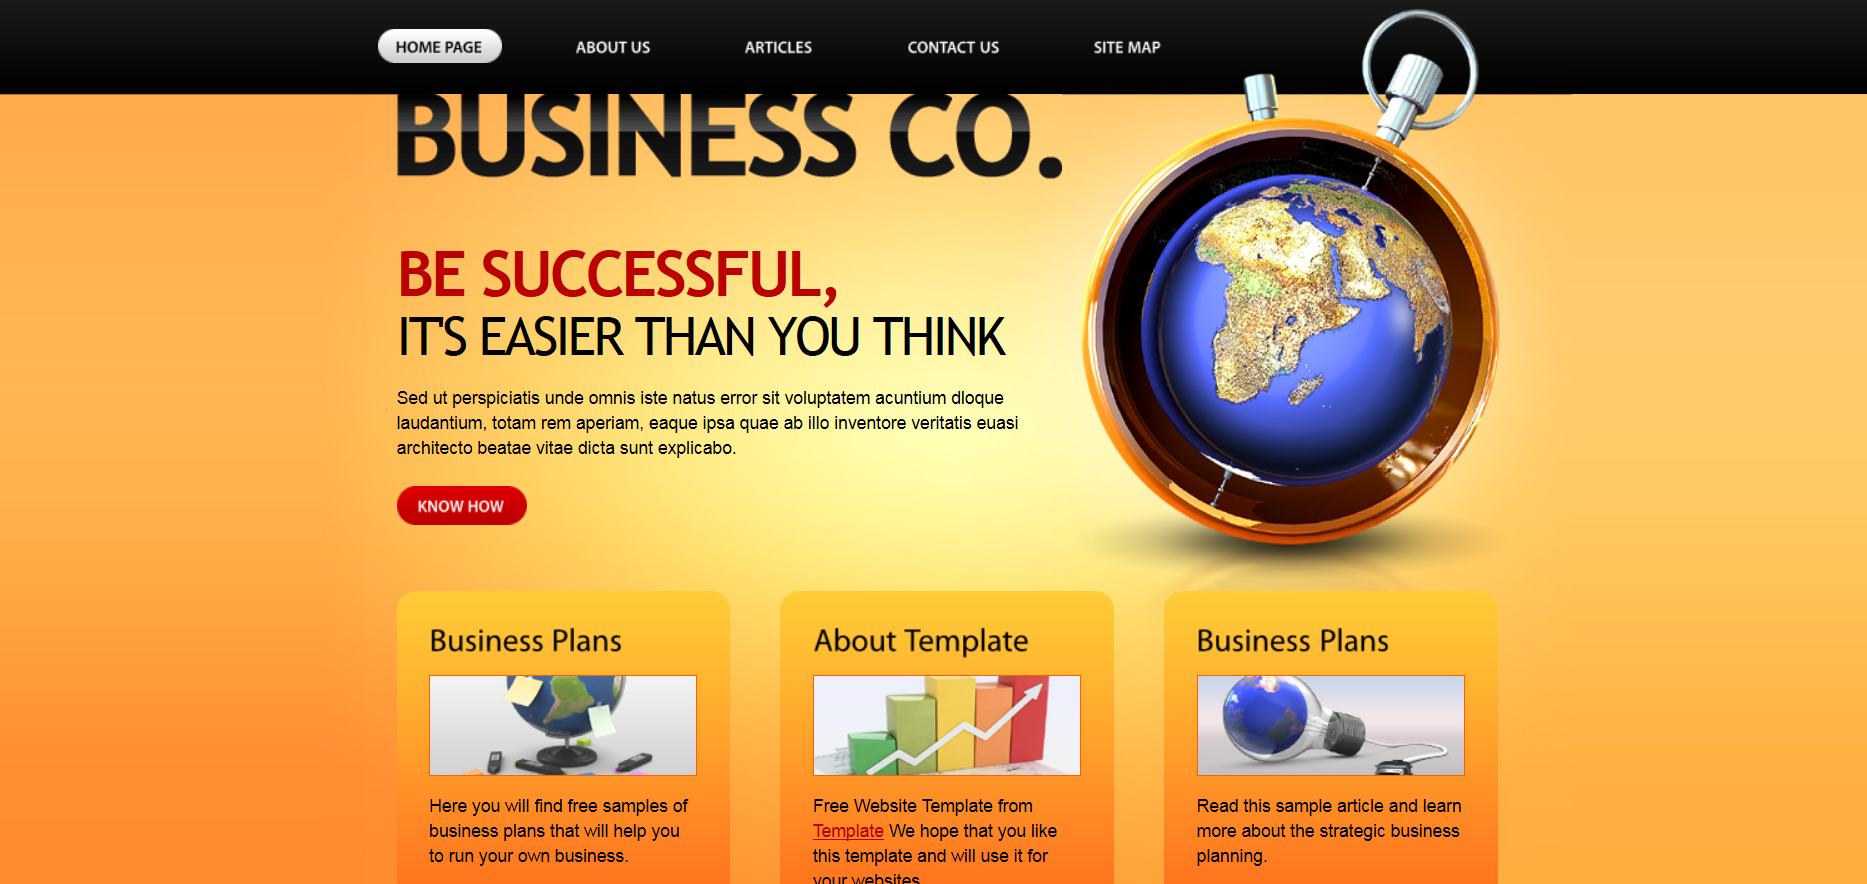 HOME PAGE ABOUT US ARTICLES CONTACT US SITE MAP
BUSINESS CO.
BE SUCCESSFUL,
IT'S EASIER THAN YOU THINK
Sed ut perspiciatis unde omnis iste natus error sit voluptatem acuntium dloque
laudantium, totam rem aperiam, eaque ipsa quae ab illo inventore veritatis euasi
architecto beatae vitae dicta sunt explicabo.
KNOW HOW
Business Plans
Here you will find free samples of
business plans that will help you
to run your own business.
About Template
Free Website Template from
Template We hope that you like
this template and will use it for
your websites
Business Plans
Read this sample article and learn
more about the strategic business
planning.